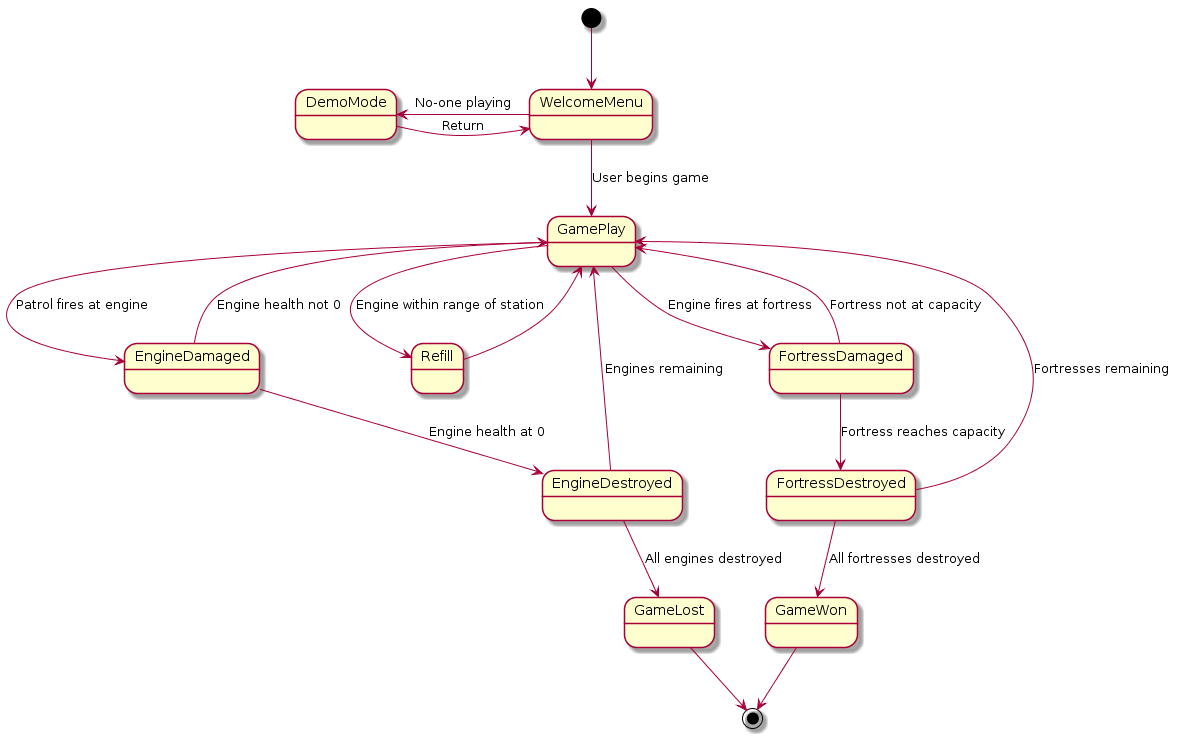 DemoMode
No-one playing
WelcomeMenu
Return
User begins game
GamePlay
Patrol fires at engine
Engine health not 0
Engine within range of station
Engine fires at fortress
Fortress not at capacity
EngineDamaged
Refill
FortressDamaged
Engines remaining
Fortresses remaining
Engine health at 0
Fortress reaches capacity
EngineDestroyed
FortressDestroyed
All engines destroyed
All fortresses destroyed
GameLost
GameWon